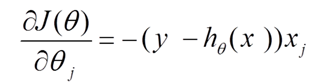 ∂J(θ)/∂θ_j = −(y − h_θ(x))x_j